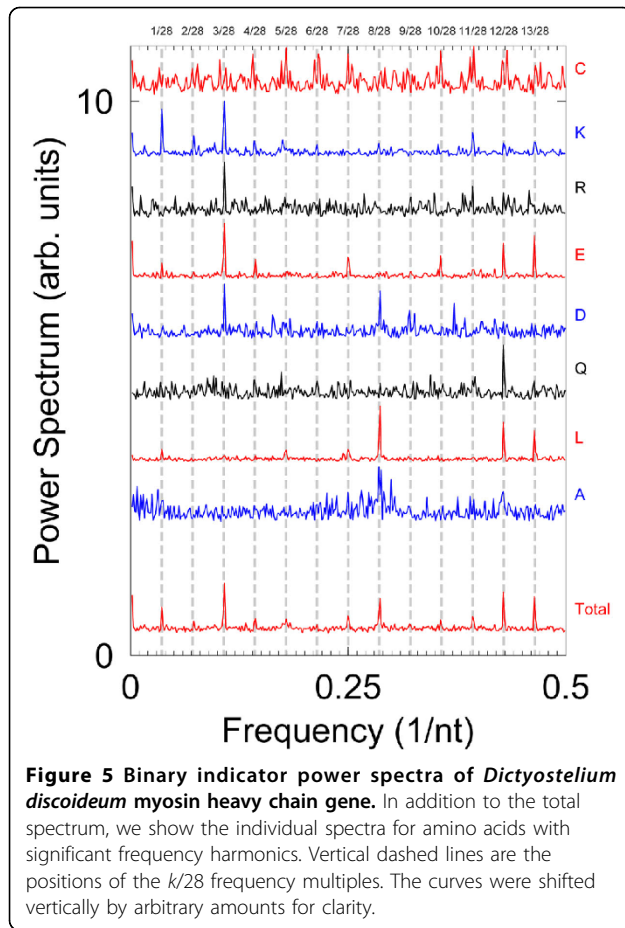 1/28 2/28 3/28 4/28 5/28 6/28 7/28 8/28 9/28 10/28 11/28 12/28 13/28
C
10
K
R
E
D
Q
L
A
Total
0
Power Spectrum (arb. units)
0 0.25 0.5
Frequency (1/nt)
Figure 5 Binary indicator power spectra of Dictyostelium
discoideum myosin heavy chain gene. In addition to the total
spectrum, we show the individual spectra for amino acids with
significant frequency harmonics. Vertical dashed lines are the
positions of the k/28 frequency multiples. The curves were shifted
vertically by arbitrary amounts for clarity.